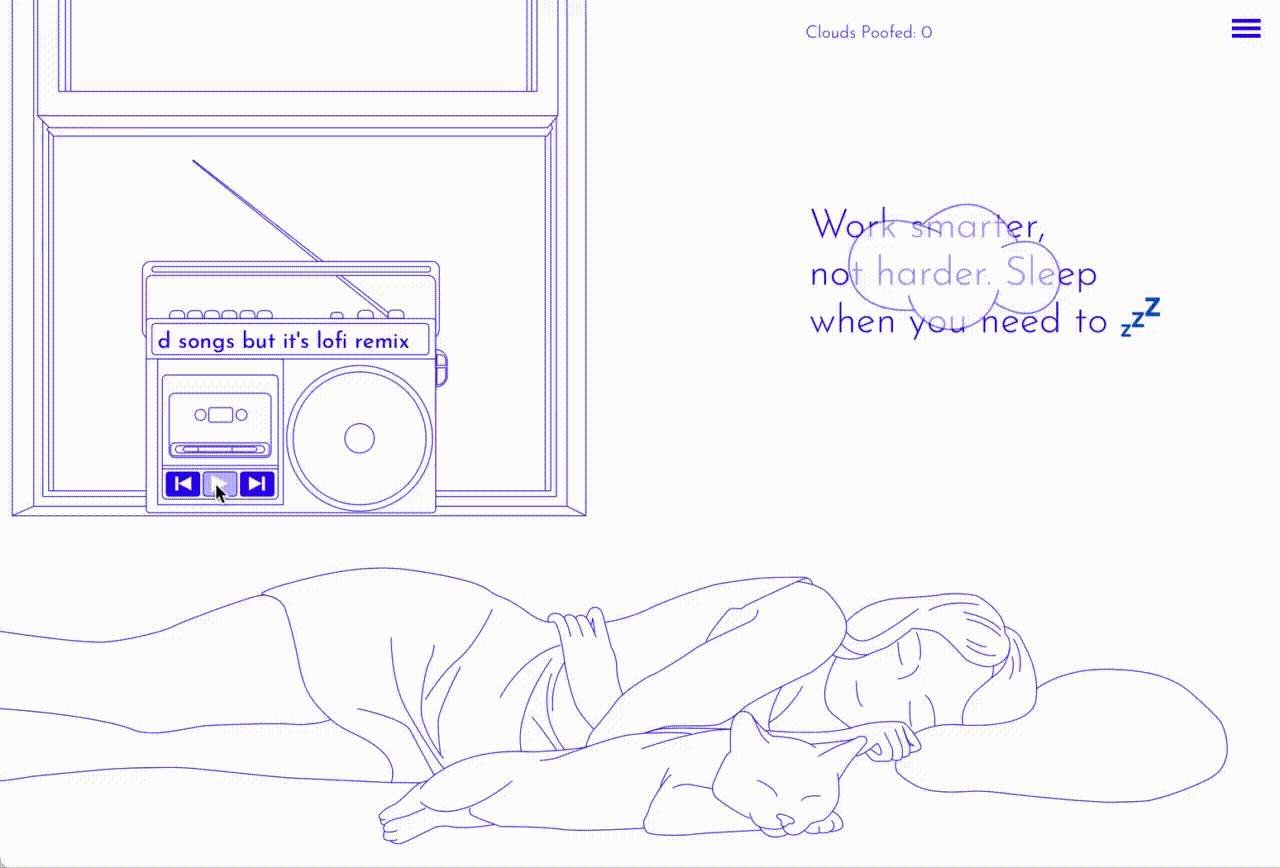 Clouds Poofed: 0
Work smarter,
not harder. Sleep
when you need to 💤
d songs but it's lofi remix